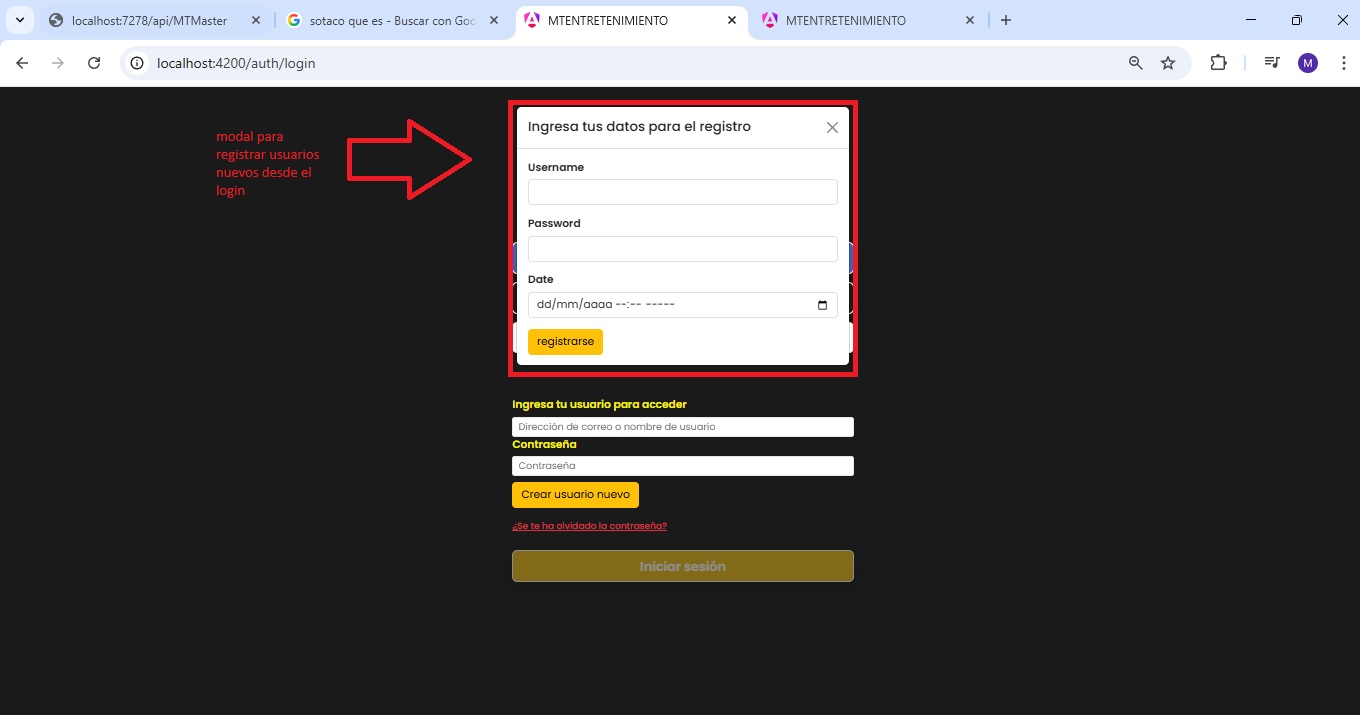 localhost:7278/api/MTMaster
sotaco que es - Buscar con Goo
MTENTRETENIMIENTO
MTENTRETENIMIENTO
localhost:4200/auth/login
M
modal para
registrar usuarios
nuevos desde el
login
Ingresa tus datos para el registro
Username
Password
Date
dd/mm/aaaa --:-- -----
registrarse
Ingresa tu usuario para acceder
Dirección de correo o nombre de usuario
Contraseña
Contraseña
Crear usuario nuevo
¿Se te ha olvidado la contraseña?
Iniciar sesión